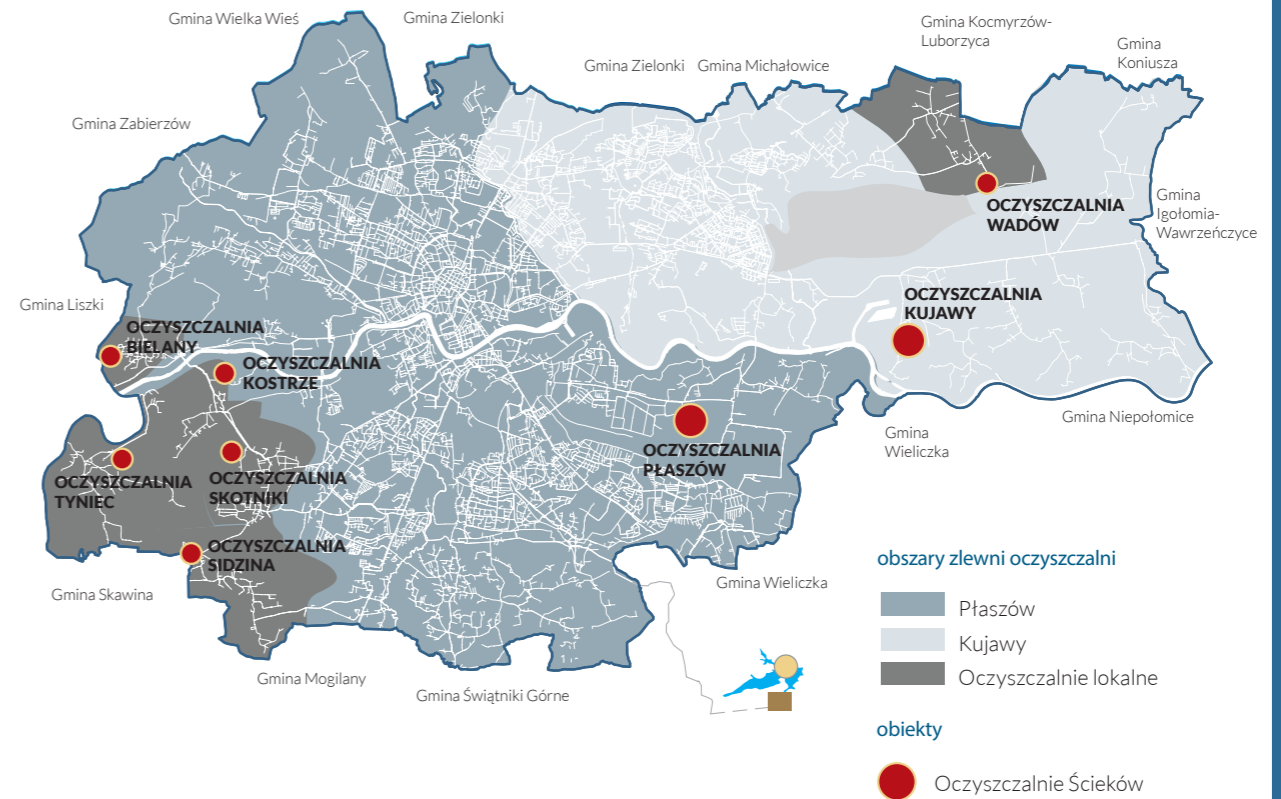 Gmina Wielka Wieś
Gmina Zielonki
Gmina Kocmyrzów-
Luborzyca
Gmina
Koniusza
Gmina Zielonki
Gmina Michałowice
Gmina Zabierzów
OCZYSZCZALNIA
WADÓW
Gmina
Igołomia-
Wawrzeńczyce
Gmina Liszki
OCZYSZCZALNIA
BIELANY
OCZYSZCZALNIA
KOSTRZE
OCZYSZCZALNIA
KUJAWY
Gmina Niepołomice
Gmina
Wieliczka
OCZYSZCZALNIA
PŁASZÓW
OCZYSZCZALNIA
TYNIEC
OCZYSZCZALNIA
SKOTNIKI
OCZYSZCZALNIA
SIDZINA
Gmina Skawina
Gmina Wieliczka
Gmina Mogilany
Gmina Świątniki Górne
obszary zlewni oczyszczalni
Płaszów
Kujawy
Oczyszczalnie lokalne
obiekty
Oczyszczalnie Ścieków